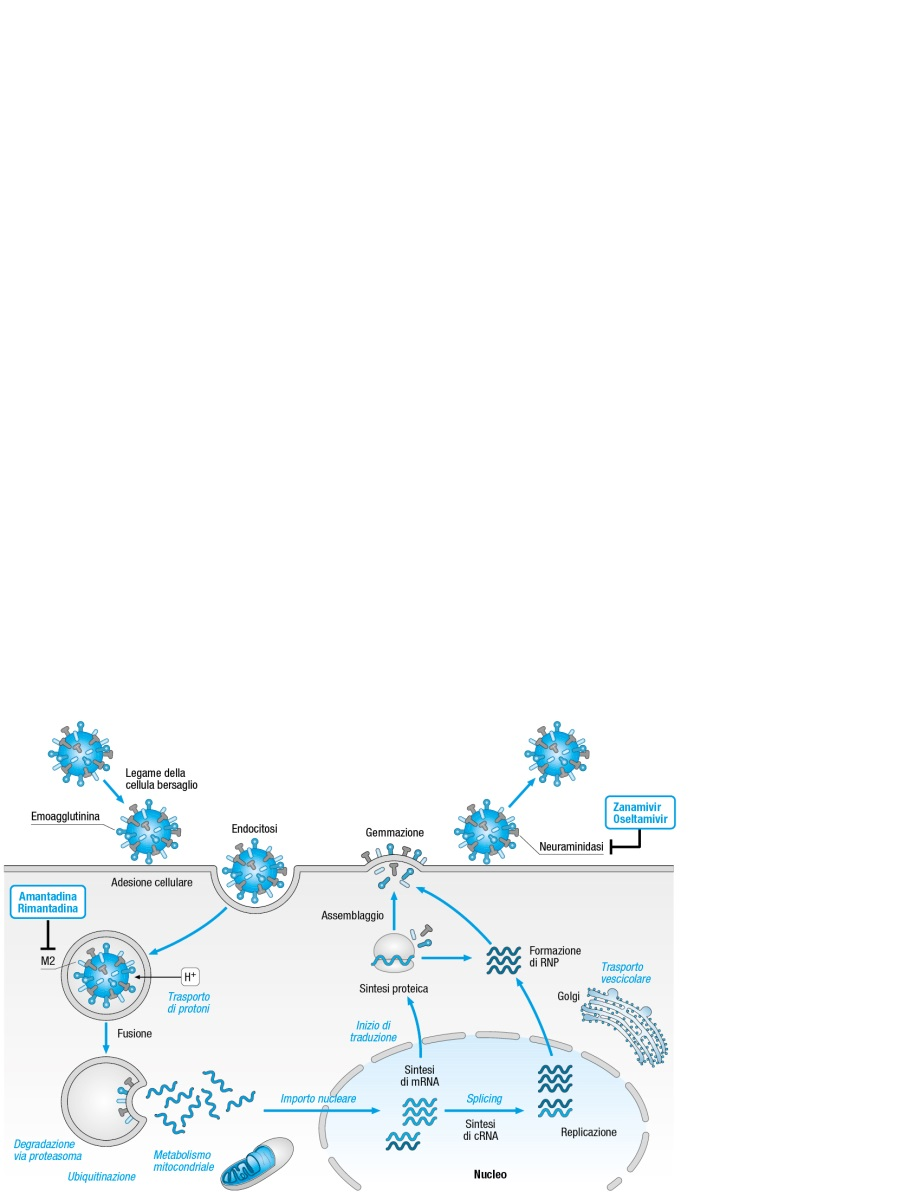 Legame della
cellula bersaglio
Emoagglutinina
Endocitosi
Gemmazione
Zanamivir
Oseltamivir
Neuraminidasi
Adesione cellulare
Amantadina
Rimantadina
Assemblaggio
M2
H+
Trasporto
di protoni
Sintesi proteica
Formazione
di RNP
Trasporto
vescicolare
Golgi
Fusione
Inizio di
traduzione
Sintesi
di mRNA
Importo nucleare
Splicing
Sintesi
di cRNA
Replicazione
Degradazione
via proteasoma
Ubiquitinazione
Metabolismo
mitocondriale
Nucleo